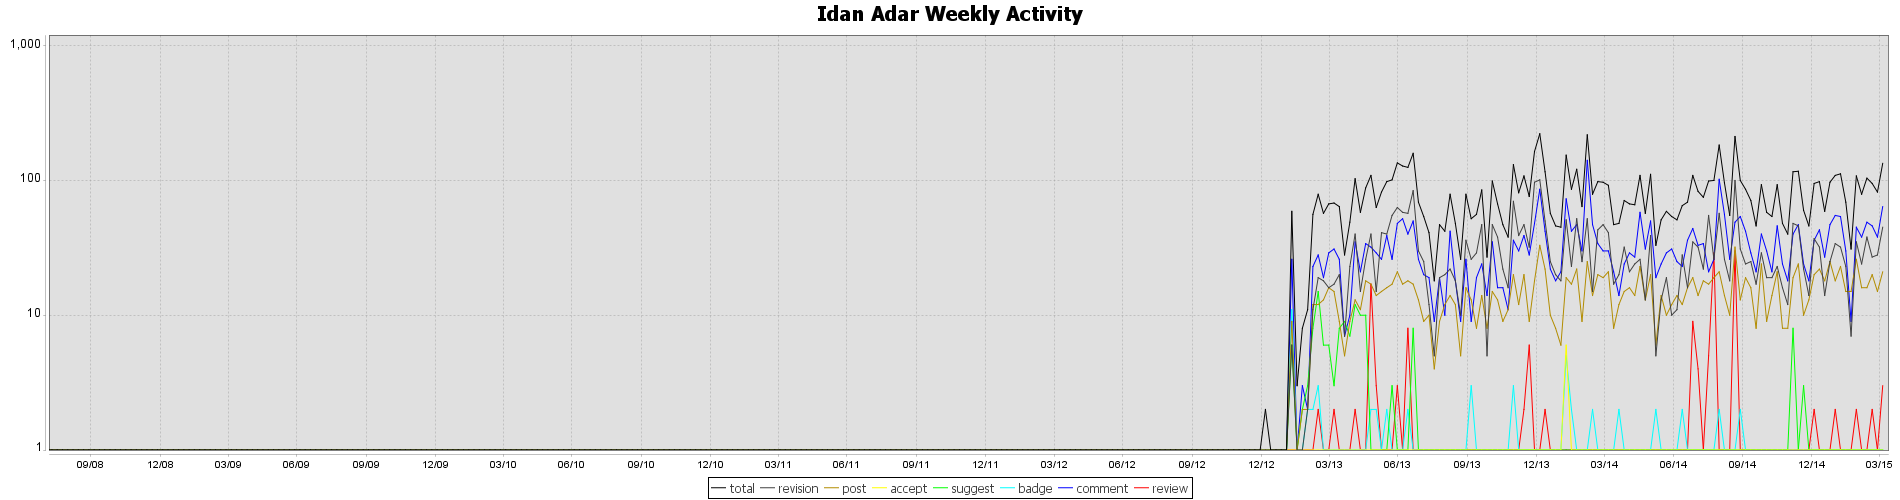 Idan Adar Weekly Activity
1,000
100
10
1
09/08 12/08 03/09 06/09 09/09 12/09 03/10 06/10 09/10 12/10 03/11 06/11 09/11 12/11 03/12 06/12 09/12 12/12 03/13 06/13 09/13 12/13 03/14 06/14 09/14 12/14 03/15
total revision post accept suggest badge comment review